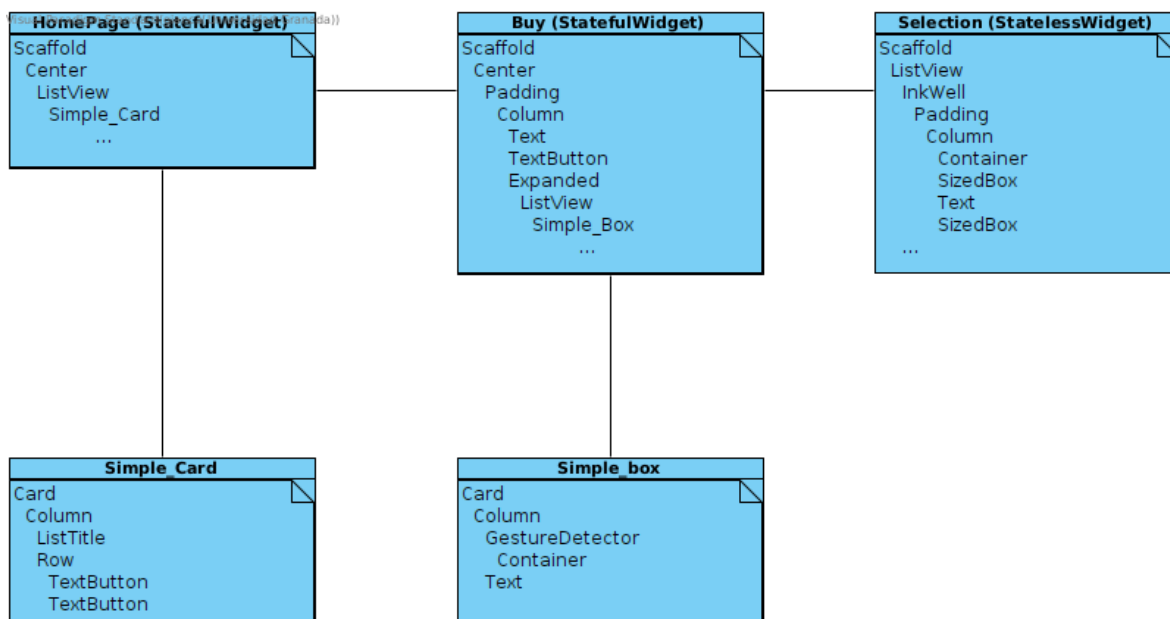 HomePage (StatefulWidget)
Scaffold
Center
ListView
Simple_Card
...
Buy (StatefulWidget)
Scaffold
Center
Padding
Column
Text
TextButton
Expanded
ListView
Simple_Box
...
Selection (StatelessWidget)
Scaffold
ListView
InkWell
Padding
Column
Container
SizedBox
Text
SizedBox
...
Simple_Card
Card
Column
ListTitle
Row
TextButton
TextButton
Simple_box
Card
Column
GestureDetector
Container
Text